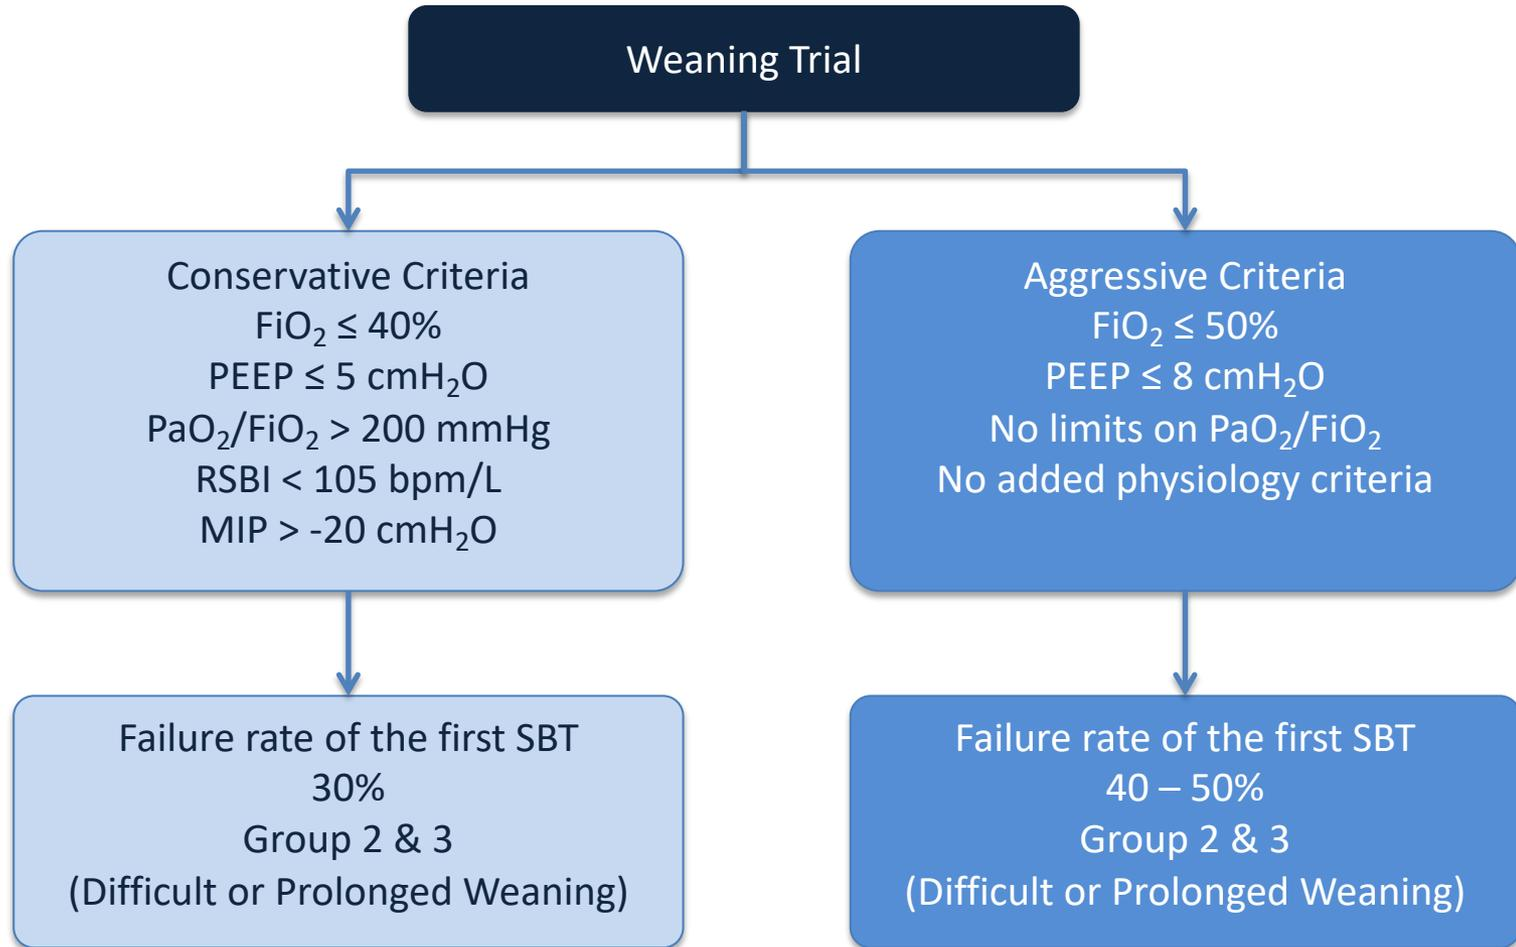 Weaning Trial
Conservative Criteria
FiO₂ ≤ 40%
PEEP ≤ 5 cmH₂O
PaO₂/FiO₂ > 200 mmHg
RSBI < 105 bpm/L
MIP > -20 cmH₂O
Aggressive Criteria
FiO₂ ≤ 50%
PEEP ≤ 8 cmH₂O
No limits on PaO₂/FiO₂
No added physiology criteria
Failure rate of the first SBT
30%
Group 2 & 3
(Difficult or Prolonged Weaning)
Failure rate of the first SBT
40 – 50%
Group 2 & 3
(Difficult or Prolonged Weaning)